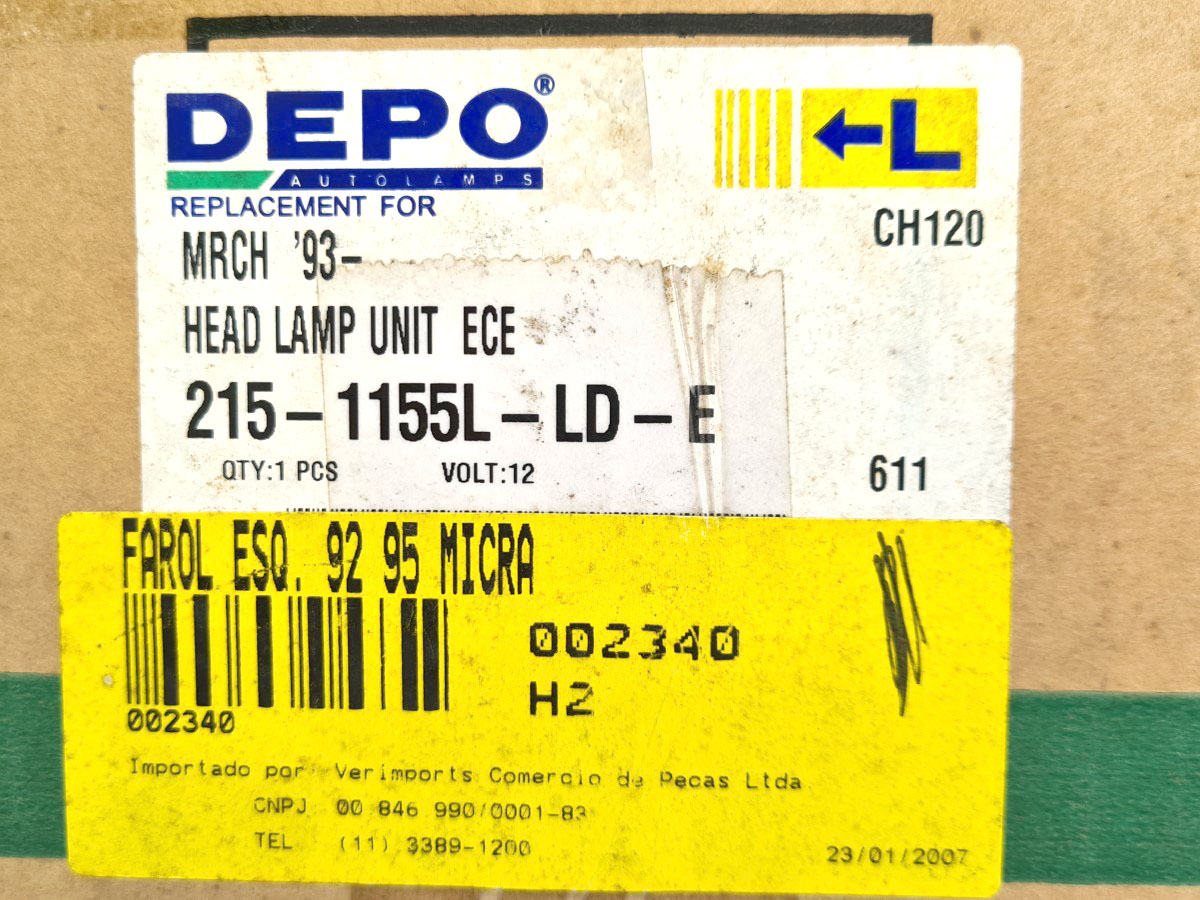 DEPO®
AUTOLAMPS
REPLACEMENT FOR
L
CH120
MRCH '93-
HEAD LAMP UNIT ECE
215-1155L-LD-E
QTY:1 PCS VOLT:12
611
FAROL ESQ. 92 95 MICRA
002340
H2
002340
Importado por Verimports Comercio de Pecas Ltda
CNPJ 00 846 990/0001-83
TEL (11) 3389-1200
23/01/2007